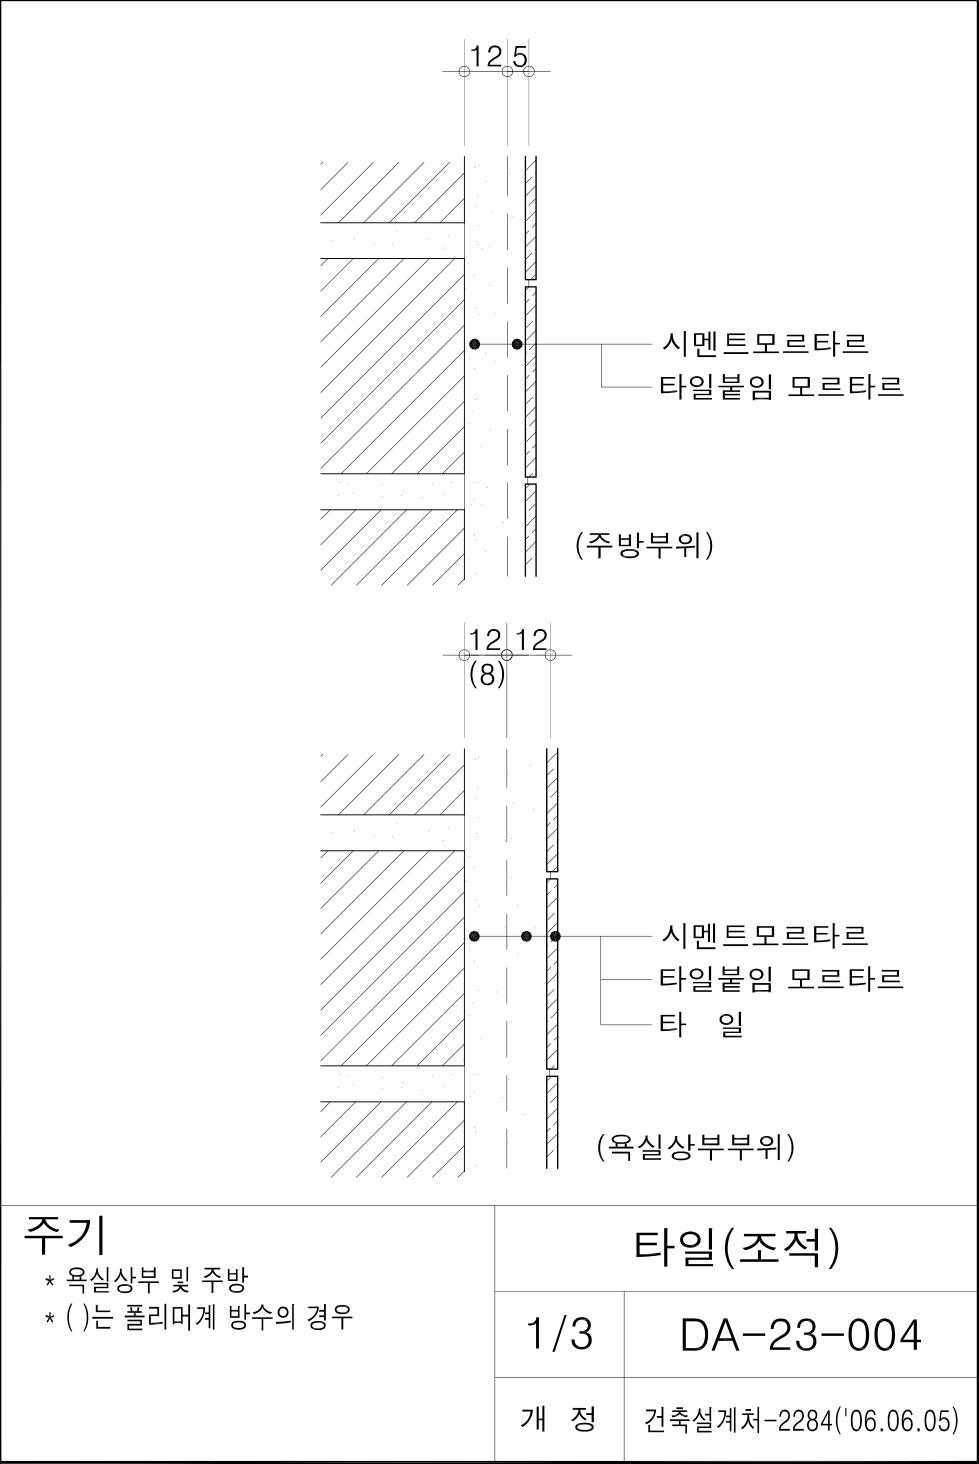 12 5
시멘트모르타르
타일붙임 모르타르
(주방부위)
12 12
(8)
시멘트모르타르
타일붙임 모르타르
타 일
(욕실상부부위)
주기
* 욕실상부 및 주방
* ( )는 폴리머계 방수의 경우
타일(조적)
1/3 DA-23-004
개 정 건축설계처-2284('06.06.05)